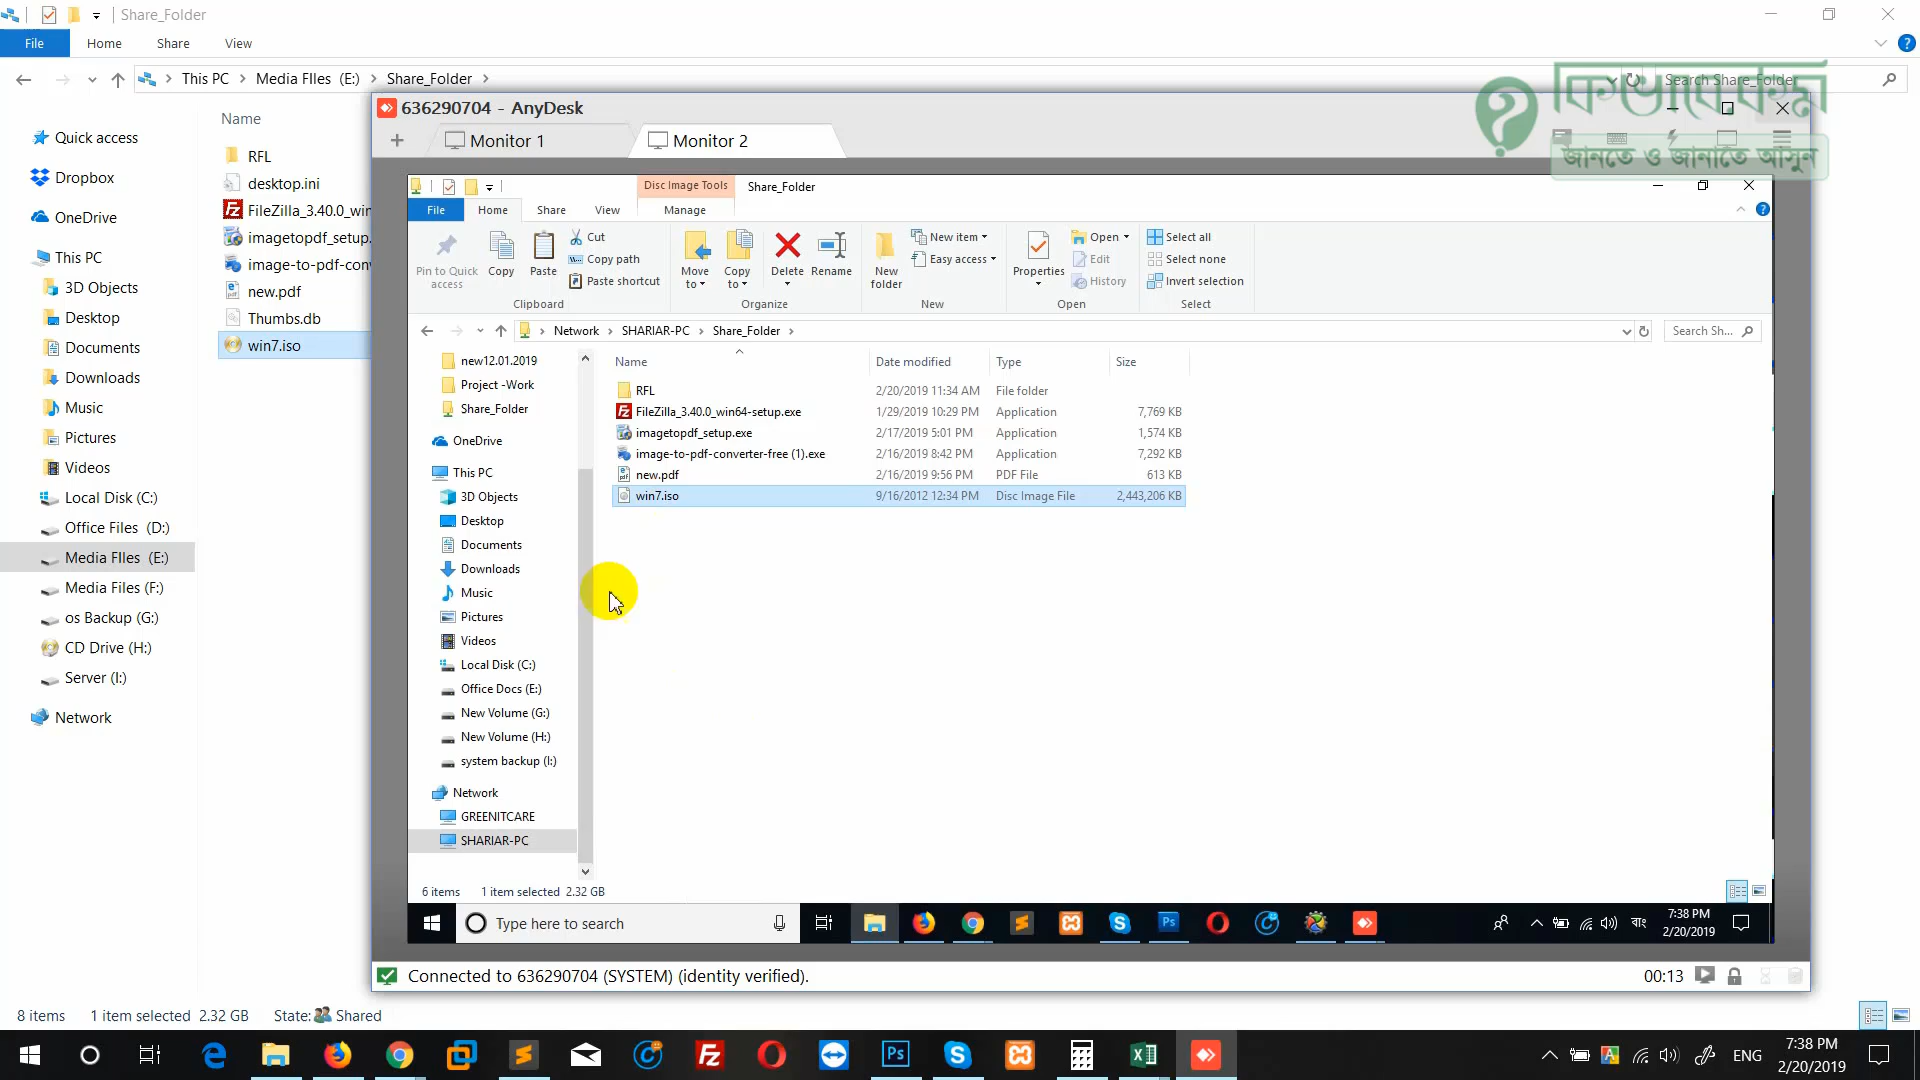 Share_Folder
File Home Share View
This PC Media FIles (E:) Share_Folder
Search Share_Folder
কিভাবে.কম
জানতে ও জানাতে আসুন
Quick access
Dropbox
OneDrive
This PC
3D Objects
Desktop
Documents
Downloads
Music
Pictures
Videos
Local Disk (C:)
Office Files (D:)
Media FIles (E:)
Media Files (F:)
os Backup (G:)
CD Drive (H:)
Server (I:)
Network
Name
RFL
desktop.ini
FileZilla_3.40.0_win
imagetopdf_setup.
image-to-pdf-conv
new.pdf
Thumbs.db
win7.iso
636290704 - AnyDesk
Monitor 1
Monitor 2
Disc Image Tools Share_Folder
File Home Share View Manage
Pin to Quick access
Copy
Paste
Cut
Copy path
Paste shortcut
Clipboard
Move to
Copy to
Delete
Rename
Organize
New folder
New item
Easy access
New
Properties
Open
Edit
History
Open
Select all
Select none
Invert selection
Select
Network SHARIAR-PC Share_Folder
Search Sh...
new12.01.2019
Project -Work
Share_Folder
OneDrive
This PC
3D Objects
Desktop
Documents
Downloads
Music
Pictures
Videos
Local Disk (C:)
Office Docs (E:)
New Volume (G:)
New Volume (H:)
system backup (I:)
Network
GREENITCARE
SHARIAR-PC
Name Date modified Type Size
RFL 2/20/2019 11:34 AM File folder
FileZilla_3.40.0_win64-setup.exe 1/29/2019 10:29 PM Application 7,769 KB
imagetopdf_setup.exe 2/17/2019 5:01 PM Application 1,574 KB
image-to-pdf-converter-free (1).exe 2/16/2019 8:42 PM Application 7,292 KB
new.pdf 2/16/2019 9:56 PM PDF File 613 KB
win7.iso 9/16/2012 12:34 PM Disc Image File 2,443,206 KB
6 items 1 item selected 2.32 GB
Type here to search
বাং
7:38 PM
2/20/2019
Connected to 636290704 (SYSTEM) (identity verified).
00:13
8 items 1 item selected 2.32 GB State: Shared
ENG
7:38 PM
2/20/2019